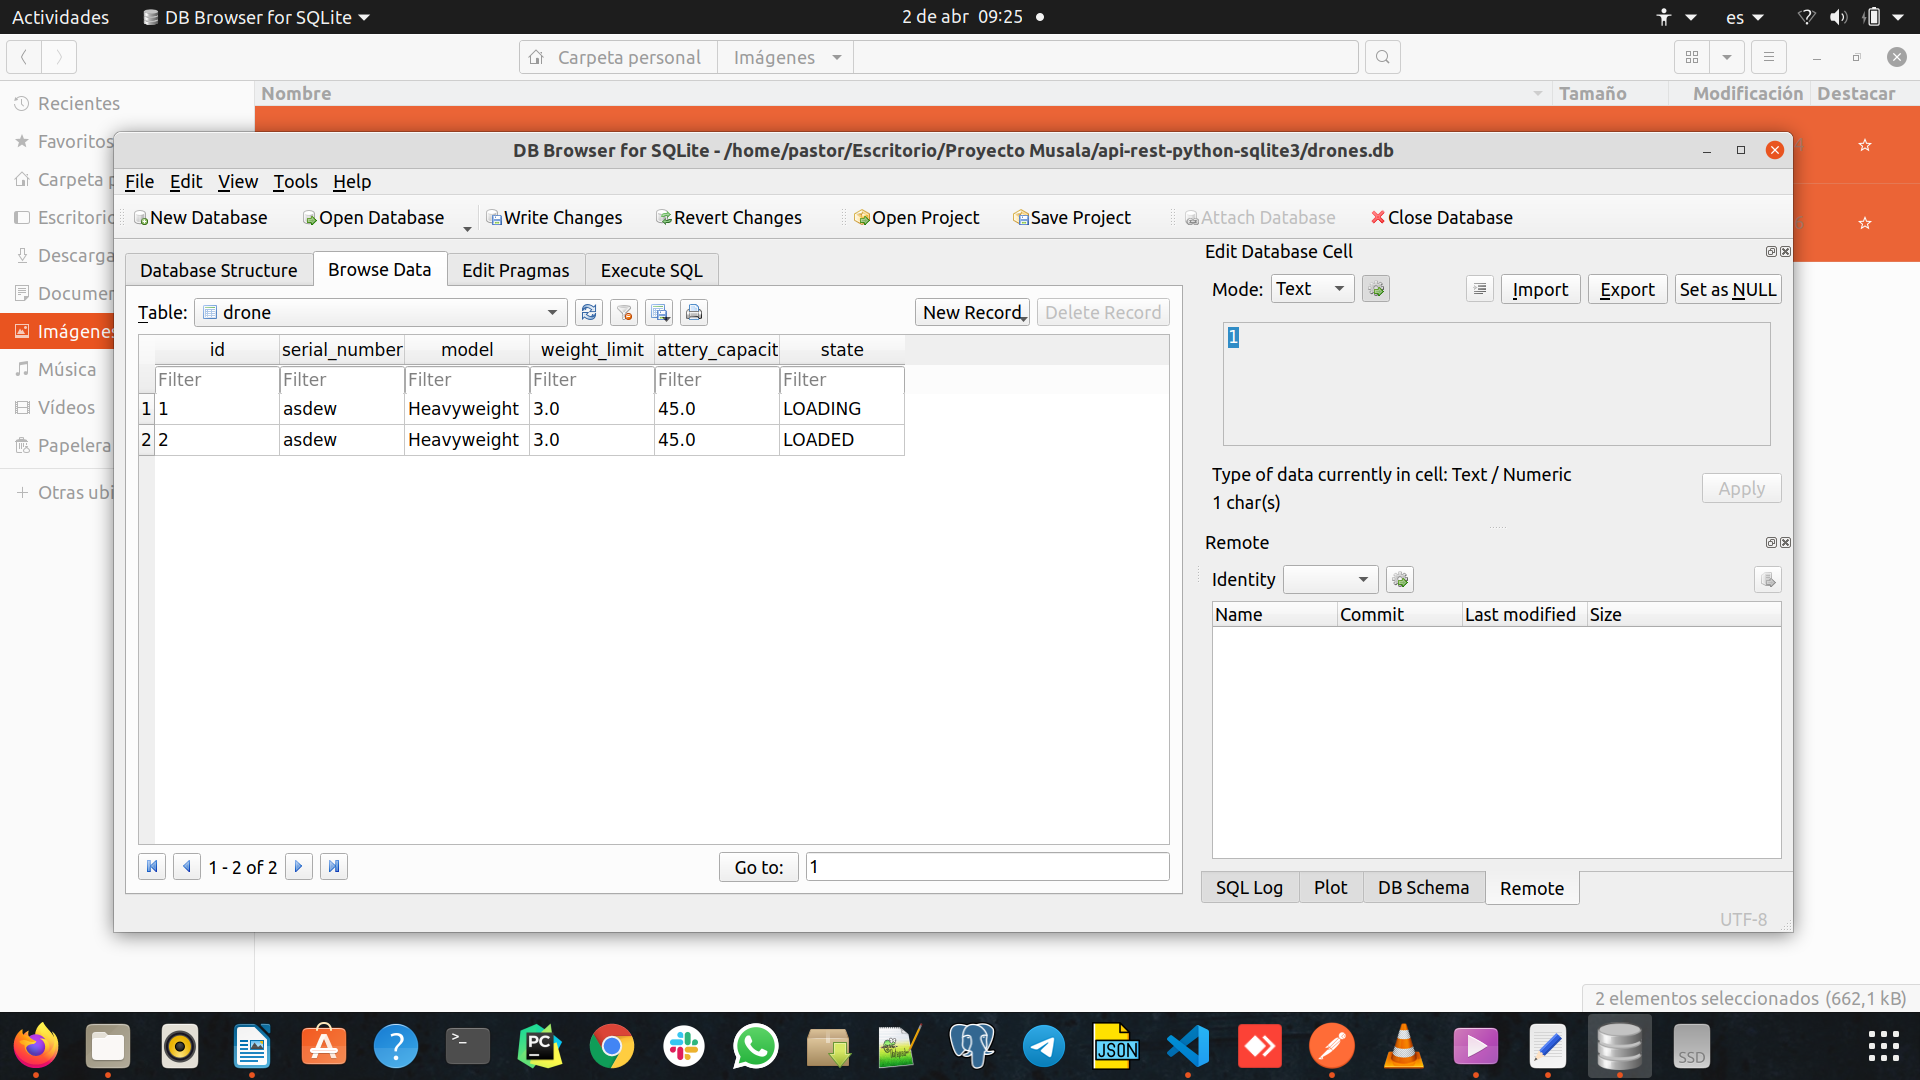 Actividades
DB Browser for SQLite
2 de abr 09:25
es
Carpeta personal
Imágenes
Nombre
Tamaño
Modificación
Destacar
Recientes
Favoritos
Carpeta p
Escritorio
Descarga
Documen
Imágenes
Música
Vídeos
Papelera
Otras ubi
DB Browser for SQLite - /home/pastor/Escritorio/Proyecto Musala/api-rest-python-sqlite3/drones.db
File Edit View Tools Help
New Database
Open Database
Write Changes
Revert Changes
Open Project
Save Project
Attach Database
Close Database
Database Structure
Browse Data
Edit Pragmas
Execute SQL
Table: drone
New Record
Delete Record
id serial_number model weight_limit attery_capacit state
Filter Filter Filter Filter Filter Filter
1 1 asdew Heavyweight 3.0 45.0 LOADING
2 2 asdew Heavyweight 3.0 45.0 LOADED
1 - 2 of 2
Go to: 1
Edit Database Cell
Mode: Text
Import
Export
Set as NULL
1
Type of data currently in cell: Text / Numeric
1 char(s)
Apply
Remote
Identity
Name Commit Last modified Size
SQL Log
Plot
DB Schema
Remote
UTF-8
2 elementos seleccionados (662,1 kB)
>_
PC
JSON
SSD